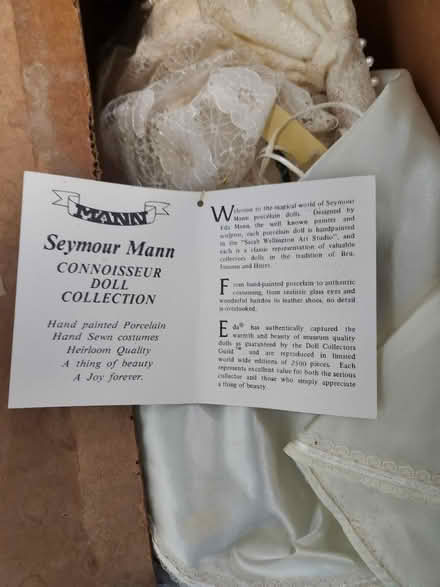 MANN
Seymour Mann
CONNOISSEUR
DOLL
COLLECTION
Hand painted Porcelain
Hand Sewn costumes
Heirloom Quality
A thing of beauty
A Joy forever.
Welcome to the magical world of Seymour
Mann porcelain dolls. Designed by
Eda Mann, the well known painter and
sculptor, each porcelain doll is handpainted
in the "Sarah Wellington Art Studio", and
each is a classic representation of valuable
collectors dolls in the tradition of Bru,
Jumeau and Heirs.
From hand-painted porcelain to authentic
costuming, from realistic glass eyes and
wonderful hairdos to leather shoes, no detail
is overlooked.
Eda® has authentically captured the
warmth and beauty of museum quality
dolls as guaranteed by the Doll Collectors
Guild™ and are reproduced in limited
world wide editions of 2500 pieces. Each
represents excellent value for both the serious
collector and those who simply appreciate
a thing of beauty.